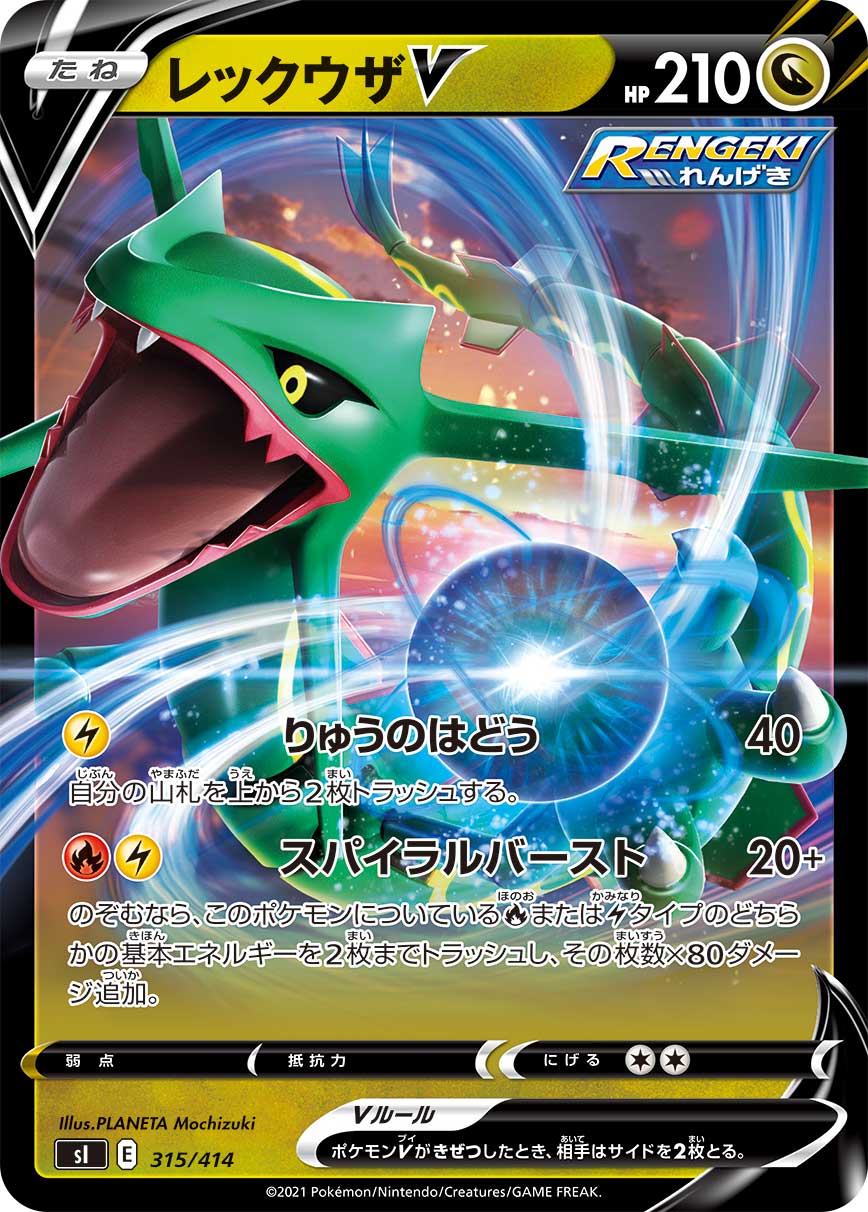 たね
レックウザV
HP 210
RENGEKI
れんげき
りゅうのはどう 40
自分の山札を上から2枚トラッシュする。
スパイラルバースト 20+
のぞむなら、このポケモンについているまたはタイプのどちら
かの基本エネルギーを2枚までトラッシュし、その枚数×80ダメー
ジ追加。
弱点 抵抗力 にげる
Illus.PLANETA Mochizuki
Vルール
ポケモンVがきぜつしたとき、相手はサイドを2枚とる。
sI E 315/414
©2021 Pokémon/Nintendo/Creatures/GAME FREAK.